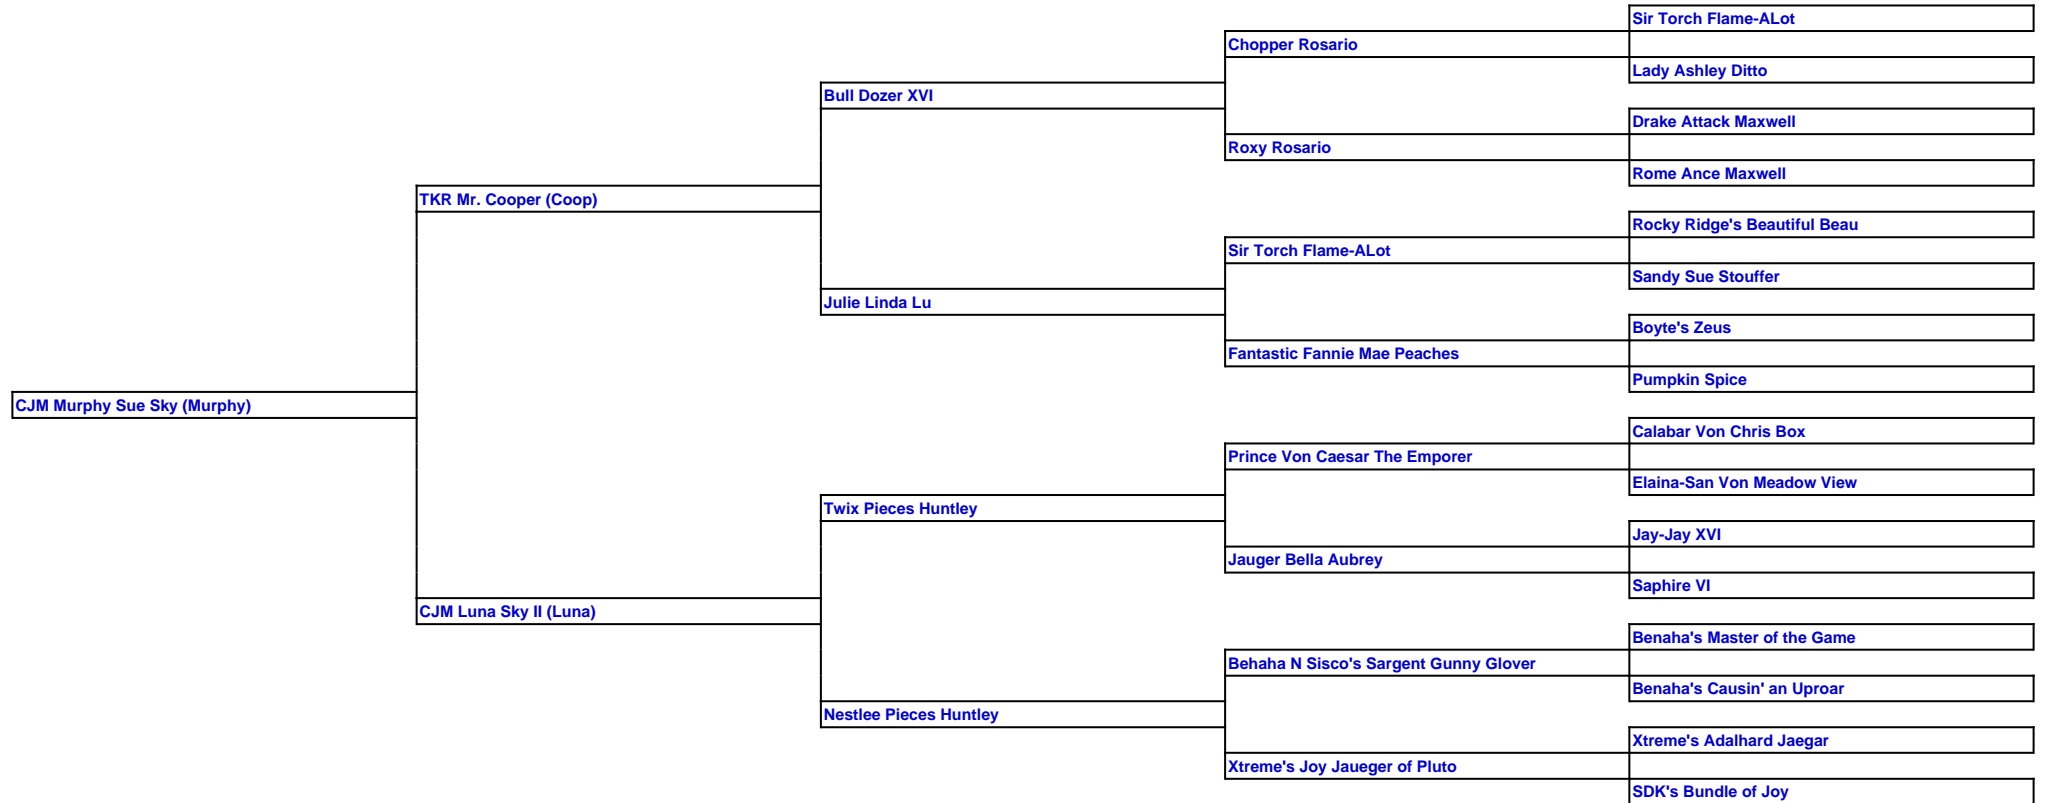 Sir Torch Flame-ALot
Chopper Rosario
Lady Ashley Ditto
Bull Dozer XVI
Drake Attack Maxwell
Roxy Rosario
Rome Ance Maxwell
TKR Mr. Cooper (Coop)
Rocky Ridge's Beautiful Beau
Sir Torch Flame-ALot
Sandy Sue Stouffer
Julie Linda Lu
Boyte's Zeus
Fantastic Fannie Mae Peaches
Pumpkin Spice
CJM Murphy Sue Sky (Murphy)
Calabar Von Chris Box
Prince Von Caesar The Emporer
Elaina-San Von Meadow View
Twix Pieces Huntley
Jay-Jay XVI
Jauger Bella Aubrey
Saphire VI
CJM Luna Sky II (Luna)
Benaha's Master of the Game
Behaha N Sisco's Sargent Gunny Glover
Benaha's Causin' an Uproar
Nestlee Pieces Huntley
Xtreme's Adalhard Jaegar
Xtreme's Joy Jaueger of Pluto
SDK's Bundle of Joy